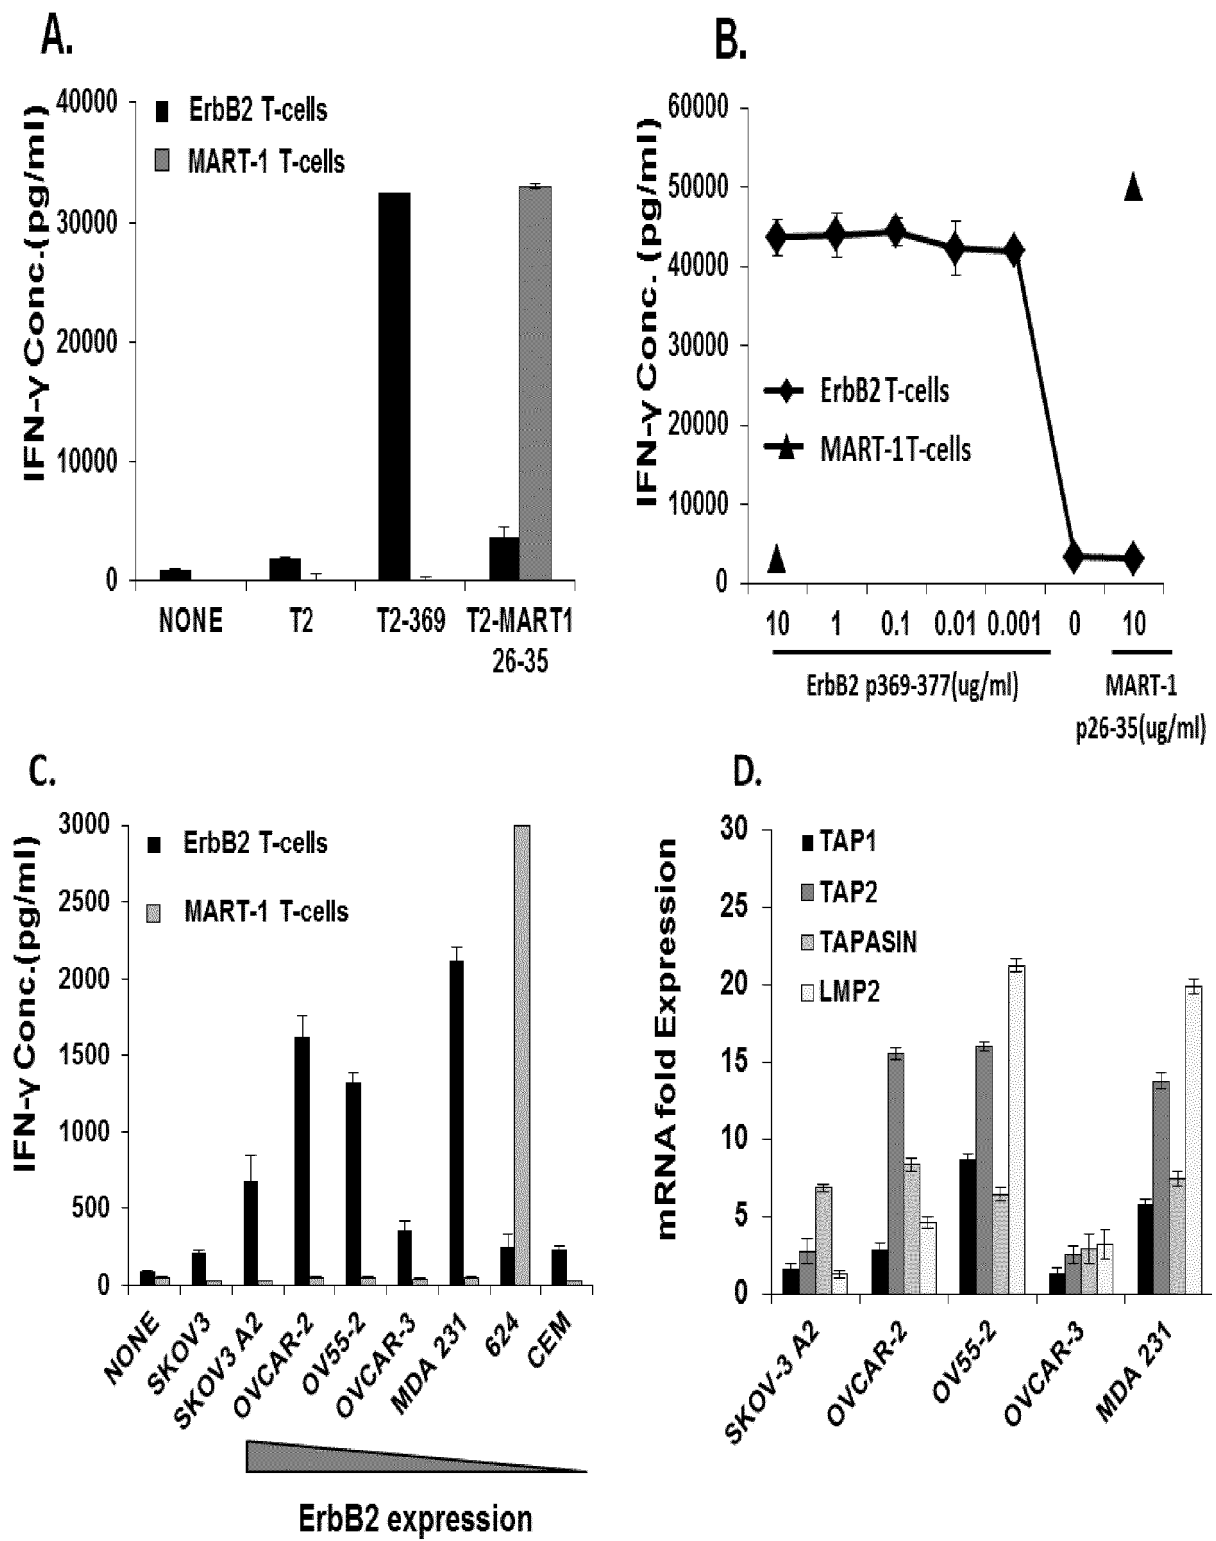 A.
IFN-γ Conc.(pg/ml)
40000
30000
20000
10000
0
ErbB2 T-cells
MART-1 T-cells
NONE T2 T2-369 T2-MART1
26-35
B.
IFN-γ Conc. (pg/ml)
60000
50000
40000
30000
20000
10000
0
ErbB2 T-cells
MART-1T-cells
10 1 0.1 0.01 0.001 0 10
ErbB2 p369-377(ug/ml) MART-1
p26-35(ug/ml)
C.
IFN-γ Conc.(pg/ml)
3000
2500
2000
1500
1000
500
0
ErbB2 T-cells
MART-1 T-cells
NONE
SKOV3
SKOV3 A2
OVCAR-2
OV55-2
OVCAR-3
MDA 231
624
CEM
ErbB2 expression
D.
mRNA fold Expression
30
25
20
15
10
5
0
TAP1
TAP2
TAPASIN
LMP2
SKOV-3 A2
OVCAR-2
OV55-2
OVCAR-3
MDA 231